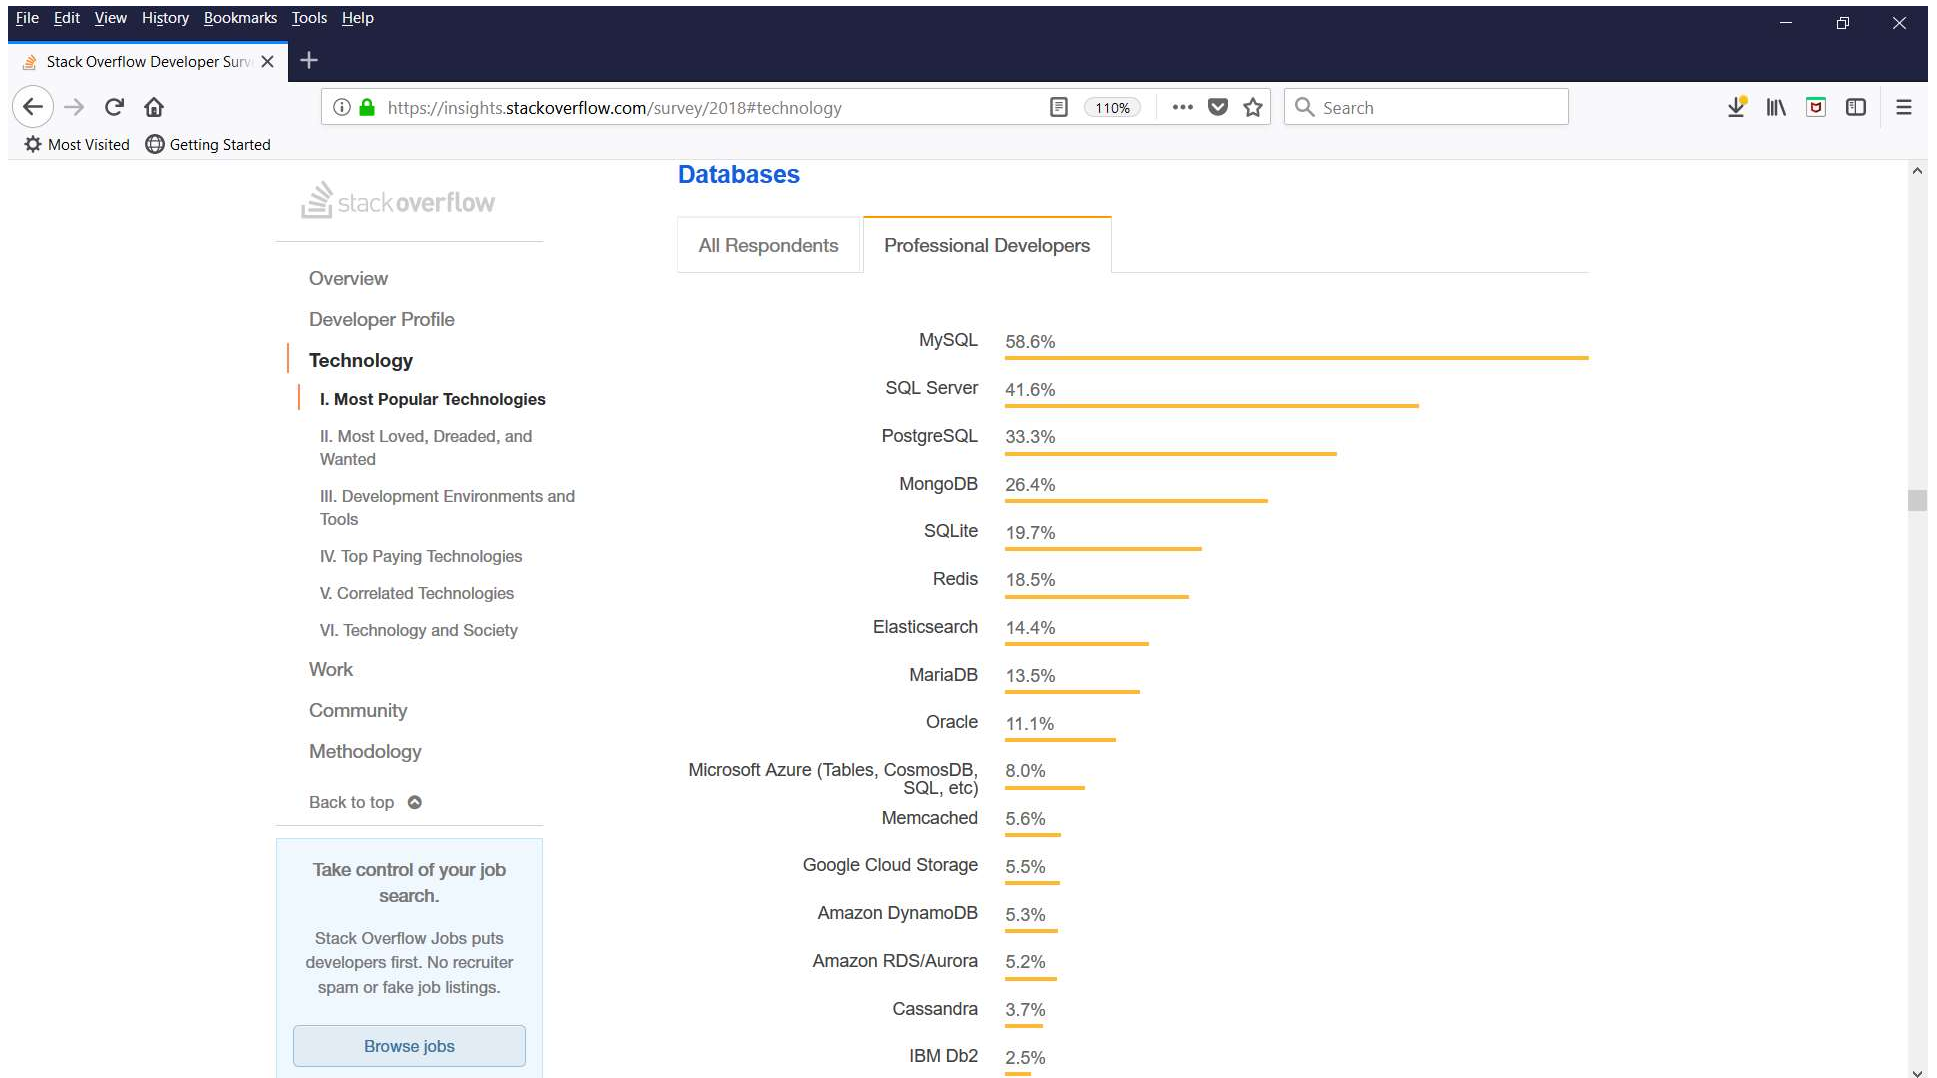 File Edit View History Bookmarks Tools Help
Stack Overflow Developer Surv
https://insights.stackoverflow.com/survey/2018#technology
110%
Search
Most Visited
Getting Started
stackoverflow
Overview
Developer Profile
Technology
I. Most Popular Technologies
II. Most Loved, Dreaded, and
Wanted
III. Development Environments and
Tools
IV. Top Paying Technologies
V. Correlated Technologies
VI. Technology and Society
Work
Community
Methodology
Back to top
Take control of your job
search.
Stack Overflow Jobs puts
developers first. No recruiter
spam or fake job listings.
Browse jobs
Databases
All Respondents
Professional Developers
MySQL 58.6%
SQL Server 41.6%
PostgreSQL 33.3%
MongoDB 26.4%
SQLite 19.7%
Redis 18.5%
Elasticsearch 14.4%
MariaDB 13.5%
Oracle 11.1%
Microsoft Azure (Tables, CosmosDB, 8.0%
SQL, etc)
Memcached 5.6%
Google Cloud Storage 5.5%
Amazon DynamoDB 5.3%
Amazon RDS/Aurora 5.2%
Cassandra 3.7%
IBM Db2 2.5%